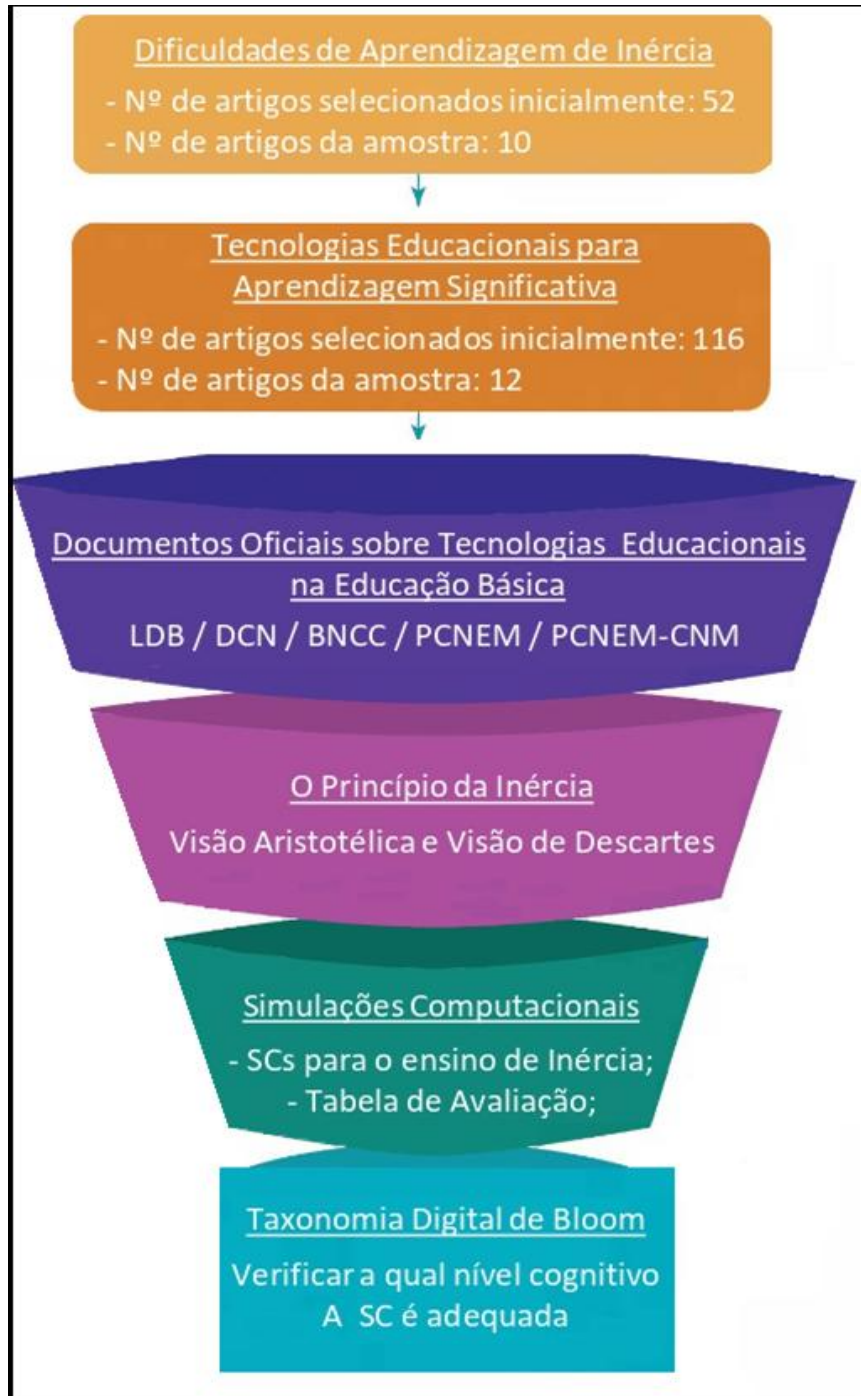 Dificuldades de Aprendizagem de Inércia
- Nº de artigos selecionados inicialmente: 52
- Nº de artigos da amostra: 10
Tecnologias Educacionais para
Aprendizagem Significativa
- Nº de artigos selecionados inicialmente: 116
- Nº de artigos da amostra: 12
Documentos Oficiais sobre Tecnologias Educacionais
na Educação Básica
LDB / DCN / BNCC / PCNEM / PCNEM-CNM
O Princípio da Inércia
Visão Aristotélica e Visão de Descartes
Simulações Computacionais
- SCs para o ensino de Inércia;
- Tabela de Avaliação;
Taxonomia Digital de Bloom
Verificar a qual nível cognitivo
A SC é adequada